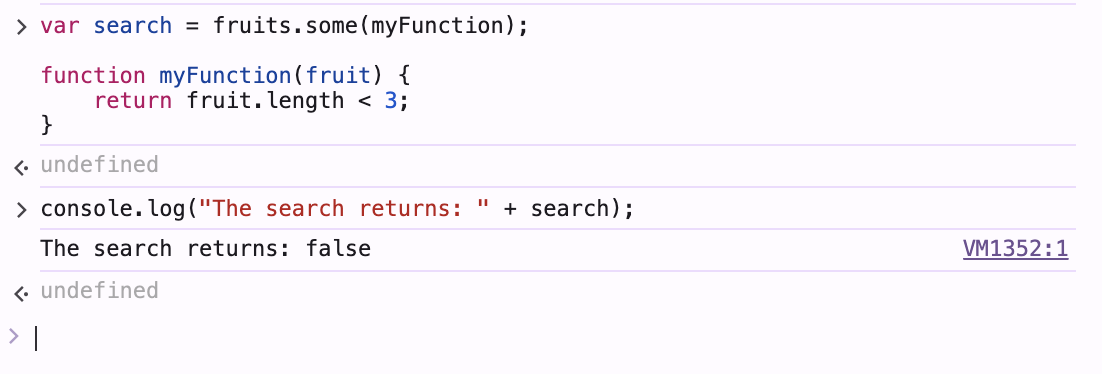 > var search = fruits.some(myFunction);
function myFunction(fruit) {
    return fruit.length < 3;
}
undefined
> console.log("The search returns: " + search);
The search returns: false VM1352:1
undefined
>